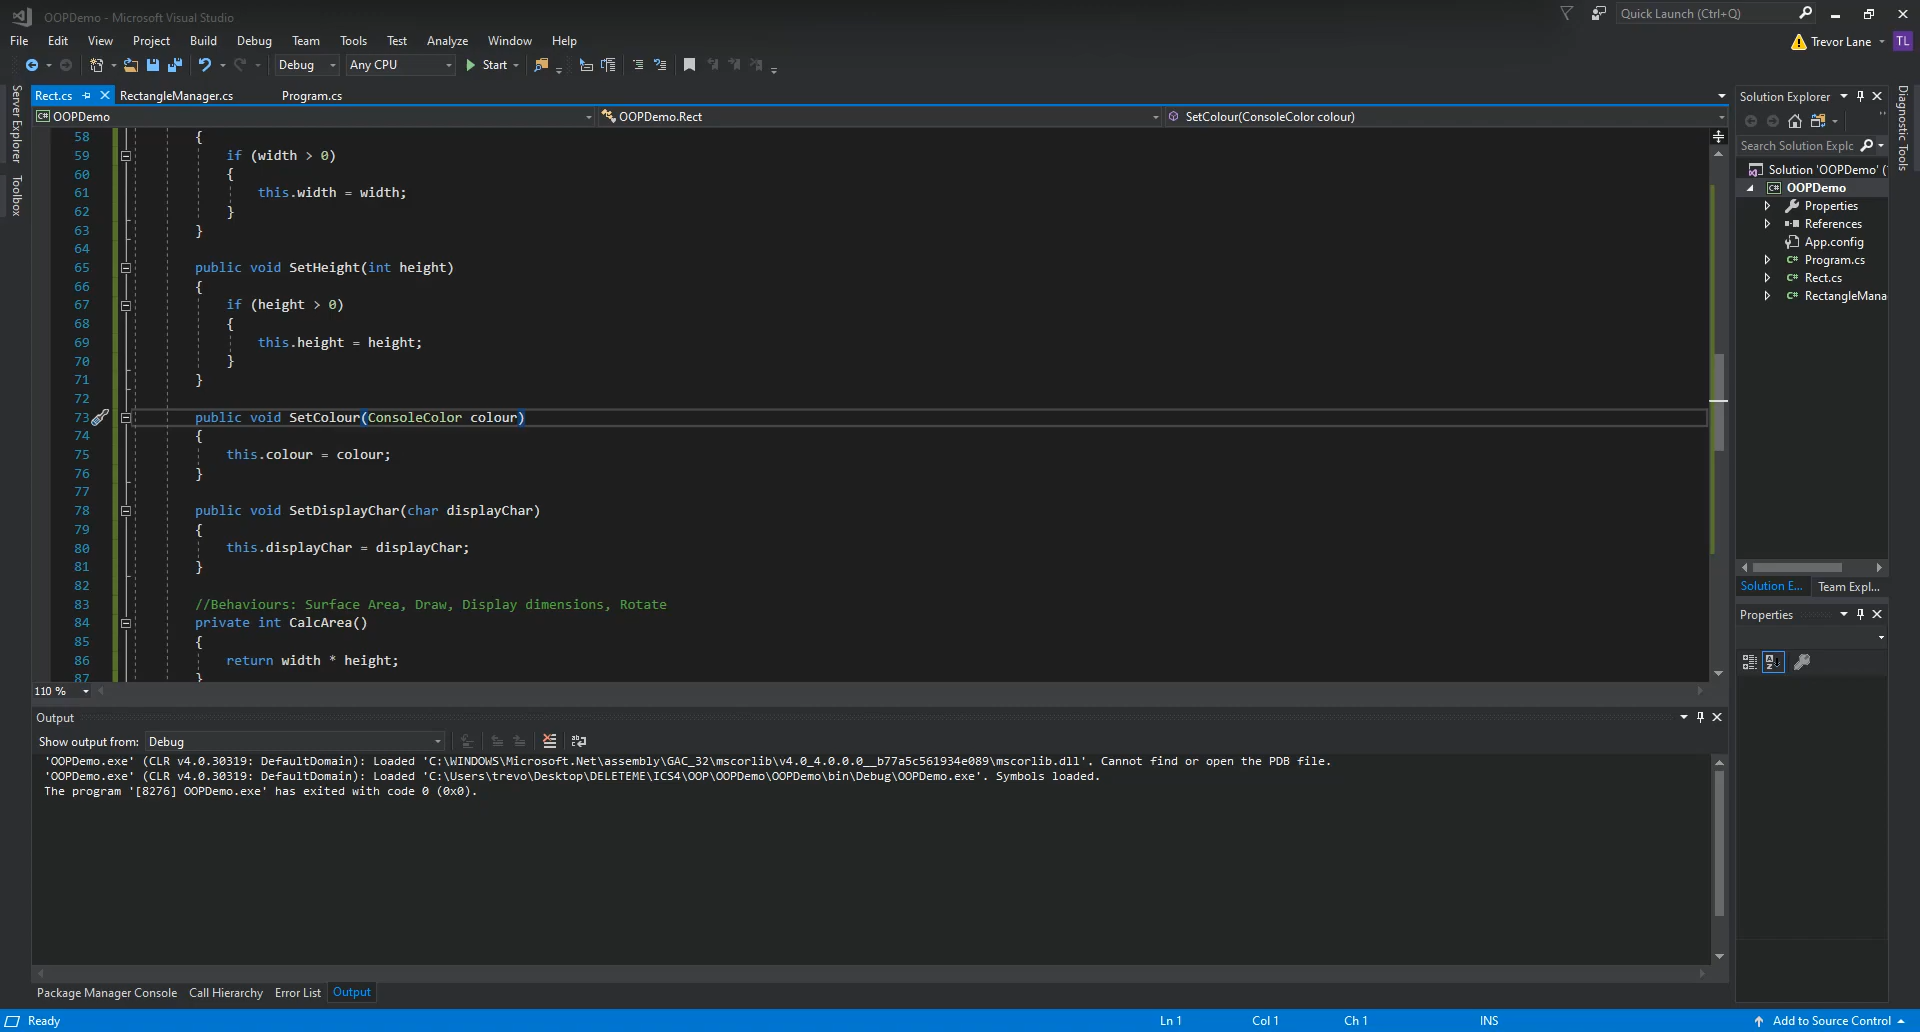 OOPDemo - Microsoft Visual Studio
Quick Launch (Ctrl+Q)
File Edit View Project Build Debug Team Tools Test Analyze Window Help
Trevor Lane TL
Debug Any CPU Start
Server Explorer
Toolbox
Rect.cs RectangleManager.cs Program.cs
OOPDemo OOPDemo.Rect SetColour(ConsoleColor colour)
58 {
59 if (width > 0)
60 {
61 this.width = width;
62 }
63 }
64
65 public void SetHeight(int height)
66 {
67 if (height > 0)
68 {
69 this.height = height;
70 }
71 }
72
73 public void SetColour(ConsoleColor colour)
74 {
75 this.colour = colour;
76 }
77
78 public void SetDisplayChar(char displayChar)
79 {
80 this.displayChar = displayChar;
81 }
82
83 //Behaviours: Surface Area, Draw, Display dimensions, Rotate
84 private int CalcArea()
85 {
86 return width * height;
87 }
110 %
Output
Show output from: Debug
'OOPDemo.exe' (CLR v4.0.30319: DefaultDomain): Loaded 'C:\WINDOWS\Microsoft.Net\assembly\GAC_32\mscorlib\v4.0_4.0.0.0__b77a5c561934e089\mscorlib.dll'. Cannot find or open the PDB file.
'OOPDemo.exe' (CLR v4.0.30319: DefaultDomain): Loaded 'C:\Users\trevo\Desktop\DELETEME\ICS4\OOP\OOPDemo\OOPDemo\bin\Debug\OOPDemo.exe'. Symbols loaded.
The program '[8276] OOPDemo.exe' has exited with code 0 (0x0).
Package Manager Console Call Hierarchy Error List Output
Solution Explorer
Search Solution Explc
Solution 'OOPDemo' (
C# OOPDemo
Properties
References
App.config
C# Program.cs
C# Rect.cs
C# RectangleMana
Solution E... Team Expl...
Properties
Diagnostic Tools
Ready Ln 1 Col 1 Ch 1 INS Add to Source Control